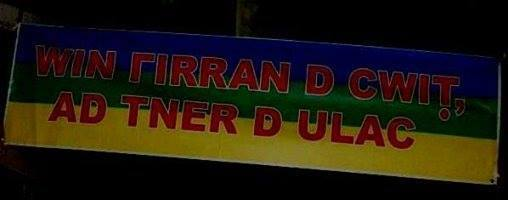 WIN ΓIRRAN D CWIṬ,
AD TNER D ULAC